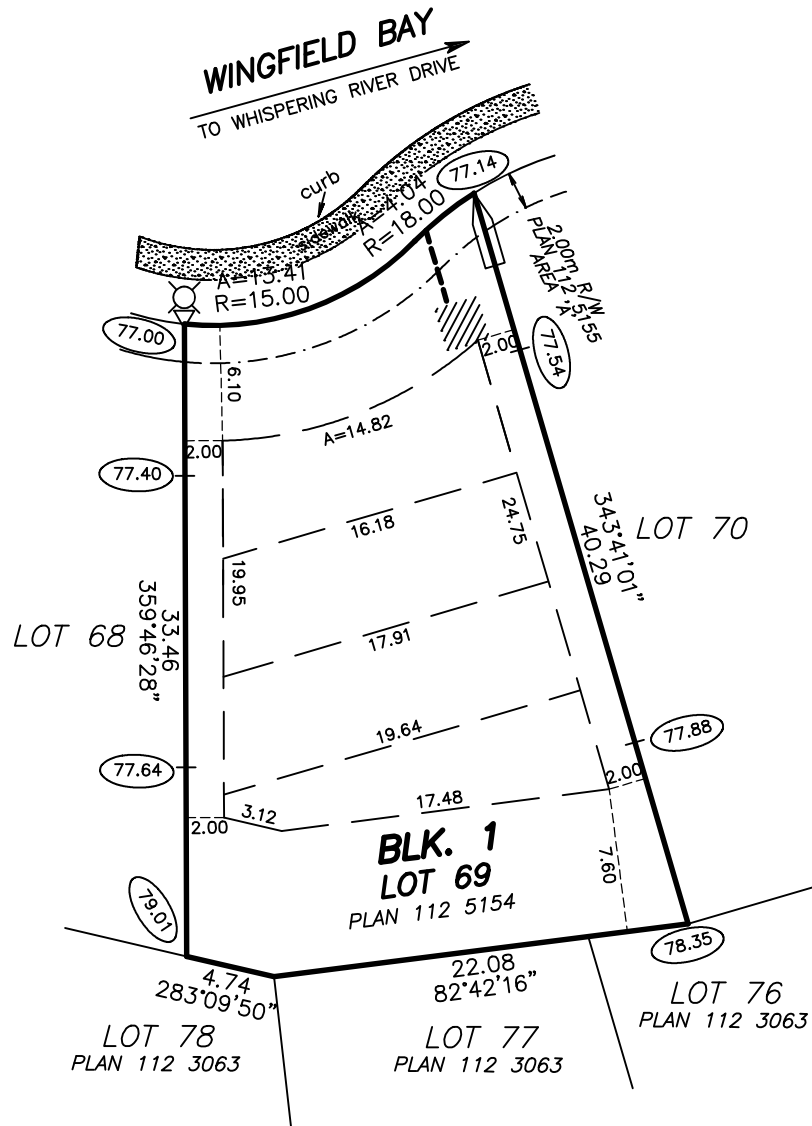 WINGFIELD BAY
TO WHISPERING RIVER DRIVE
curb
sidewalk
77.14
A=4.04
R=18.00
A=13.41
R=15.00
2.00m R/W
PLAN 112 5155
AREA 'A'
77.00
77.54
2.00
6.10
A=14.82
2.00
77.40
16.18
24.75
343°41'01"
40.29
LOT 70
19.95
LOT 68
33.46
359°46'28"
17.91
19.64
77.88
77.64
2.00
2.00
3.12
17.48
7.60
BLK. 1
LOT 69
PLAN 112 5154
79.01
78.35
4.74
283°09'50"
22.08
82°42'16"
LOT 76
PLAN 112 3063
LOT 78
PLAN 112 3063
LOT 77
PLAN 112 3063